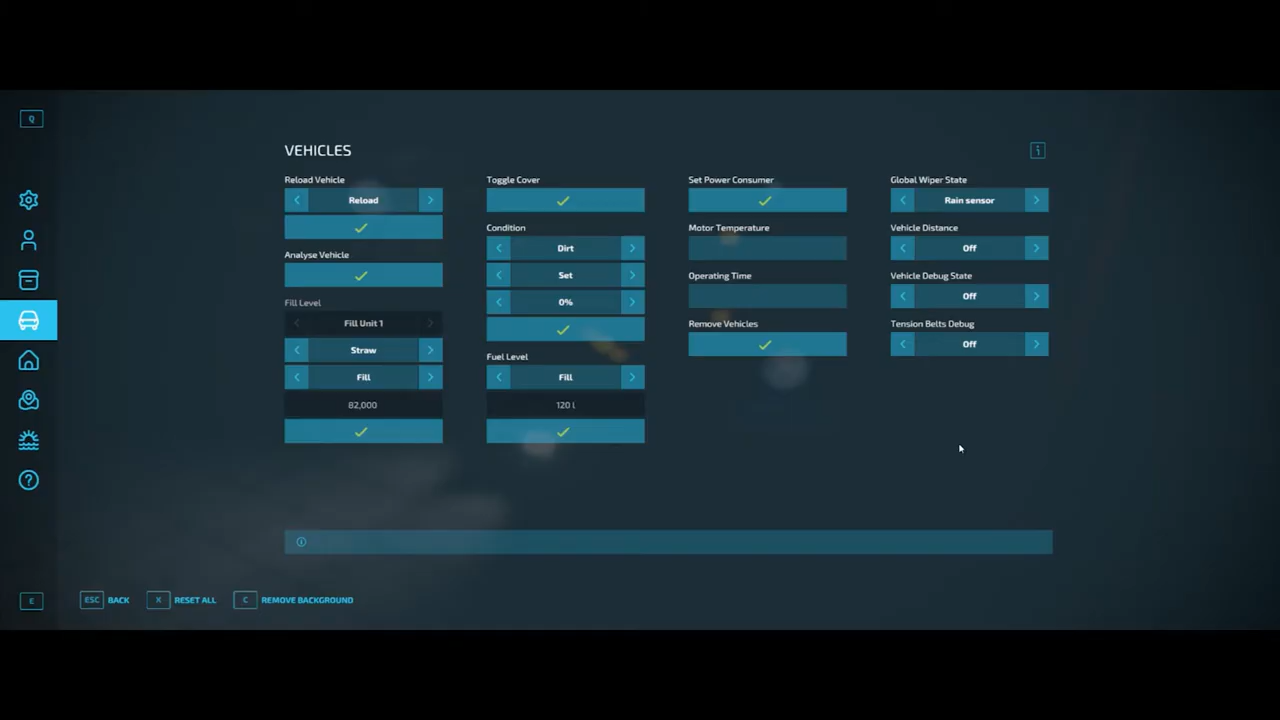 Q
VEHICLES
Reload Vehicle
Reload
Analyse Vehicle
Fill Level
Fill Unit 1
Straw
Fill
82,000
Toggle Cover
Condition
Dirt
Set
0%
Fuel Level
Fill
120 l
Set Power Consumer
Motor Temperature
Operating Time
Remove Vehicles
Global Wiper State
Rain sensor
Vehicle Distance
Off
Vehicle Debug State
Off
Tension Belts Debug
Off
E
ESC BACK X RESET ALL C REMOVE BACKGROUND